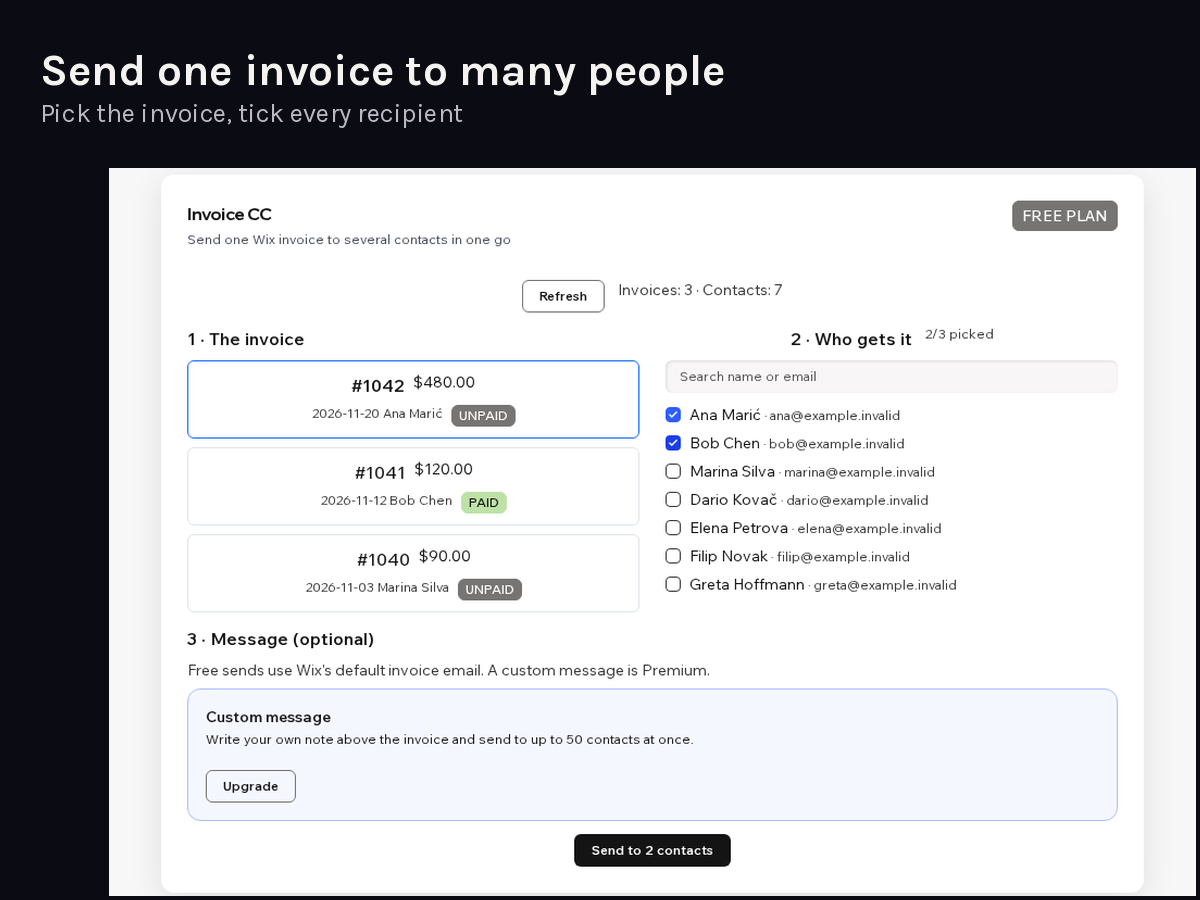 Send one invoice to many people
Pick the invoice, tick every recipient
Invoice CC
FREE PLAN
Send one Wix invoice to several contacts in one go
Refresh
Invoices: 3 · Contacts: 7
1 · The invoice
#1042 $480.00
2026-11-20 Ana Marić UNPAID
#1041 $120.00
2026-11-12 Bob Chen PAID
#1040 $90.00
2026-11-03 Marina Silva UNPAID
2 · Who gets it 2/3 picked
Search name or email
Ana Marić · ana@example.invalid
Bob Chen · bob@example.invalid
Marina Silva · marina@example.invalid
Dario Kovač · dario@example.invalid
Elena Petrova · elena@example.invalid
Filip Novak · filip@example.invalid
Greta Hoffmann · greta@example.invalid
3 · Message (optional)
Free sends use Wix's default invoice email. A custom message is Premium.
Custom message
Write your own note above the invoice and send to up to 50 contacts at once.
Upgrade
Send to 2 contacts